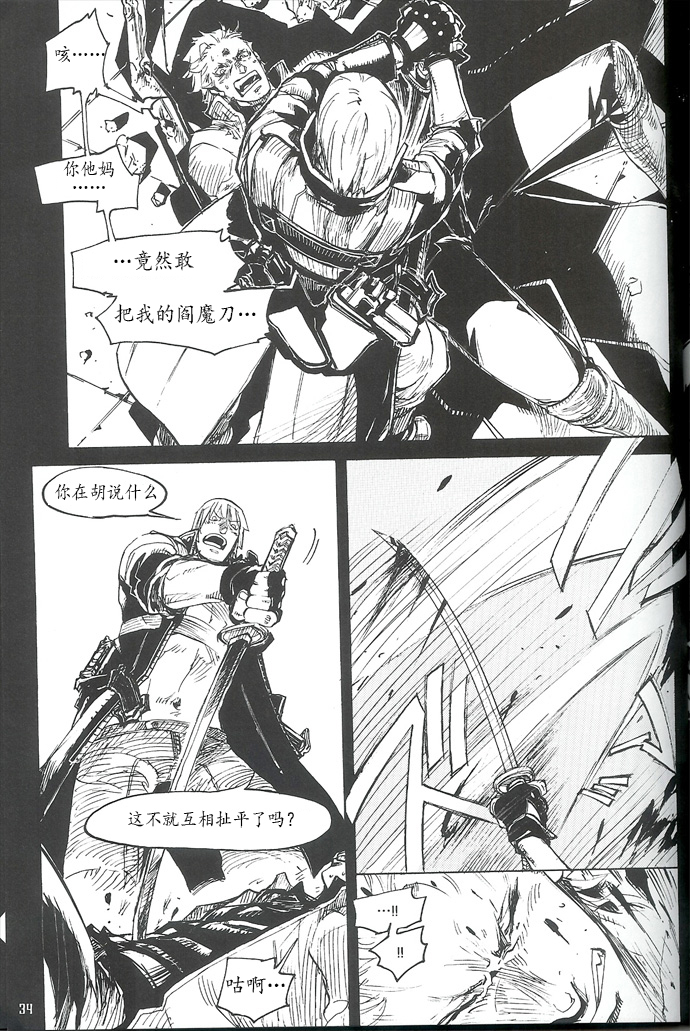 咳……
你他妈
……
…竟然敢
把我的阎魔刀…
你在胡说什么
这不就互相扯平了吗?
咕啊…
…!!
!!
34